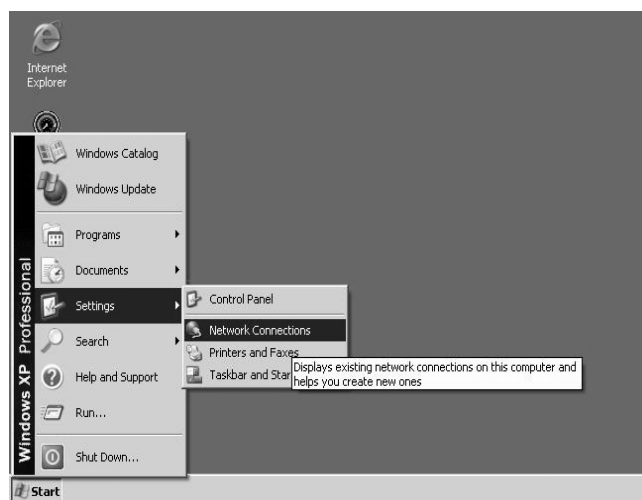 Internet
Explorer
Windows Catalog
Windows Update
Programs
Documents
Settings
Search
Help and Support
Run...
Shut Down...
Windows XP Professional
Control Panel
Network Connections
Printers and Faxes
Taskbar and Star
Displays existing network connections on this computer and
helps you create new ones
Start